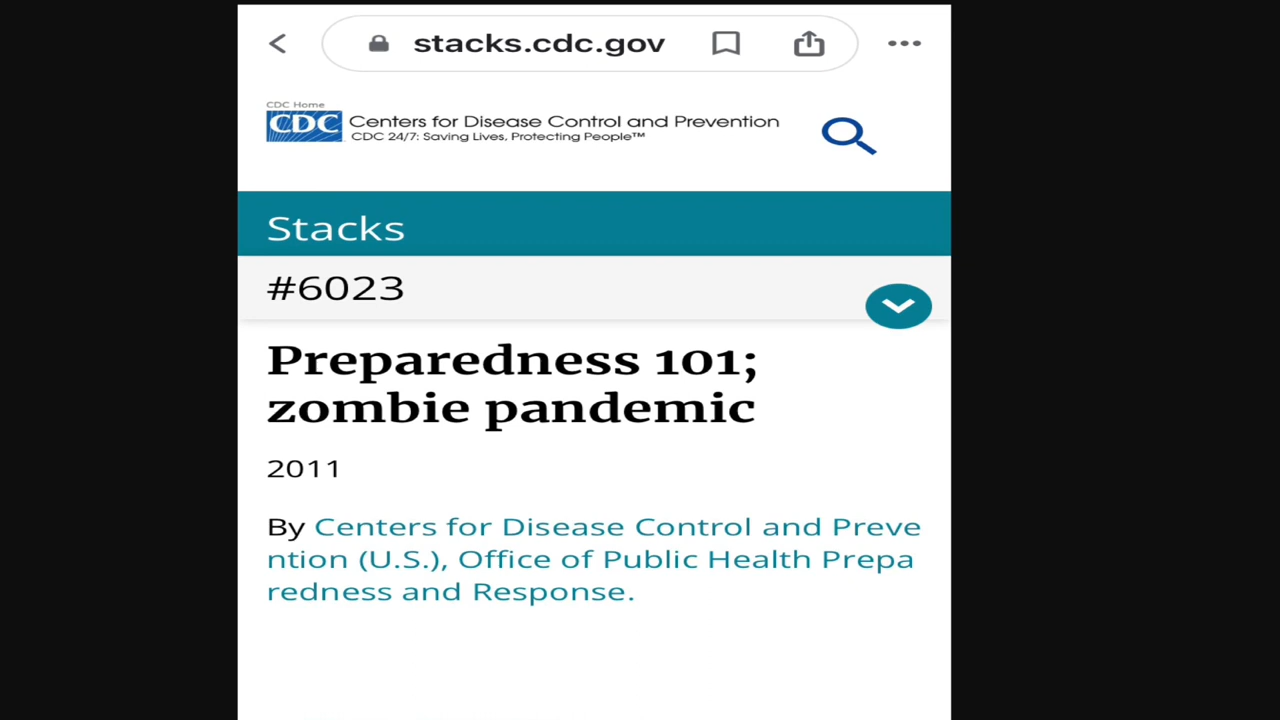 stacks.cdc.gov
CDC Home
CDC Centers for Disease Control and Prevention
CDC 24/7: Saving Lives, Protecting People™
Stacks
#6023
Preparedness 101;
zombie pandemic
2011
By Centers for Disease Control and Preve
ntion (U.S.), Office of Public Health Prepa
redness and Response.